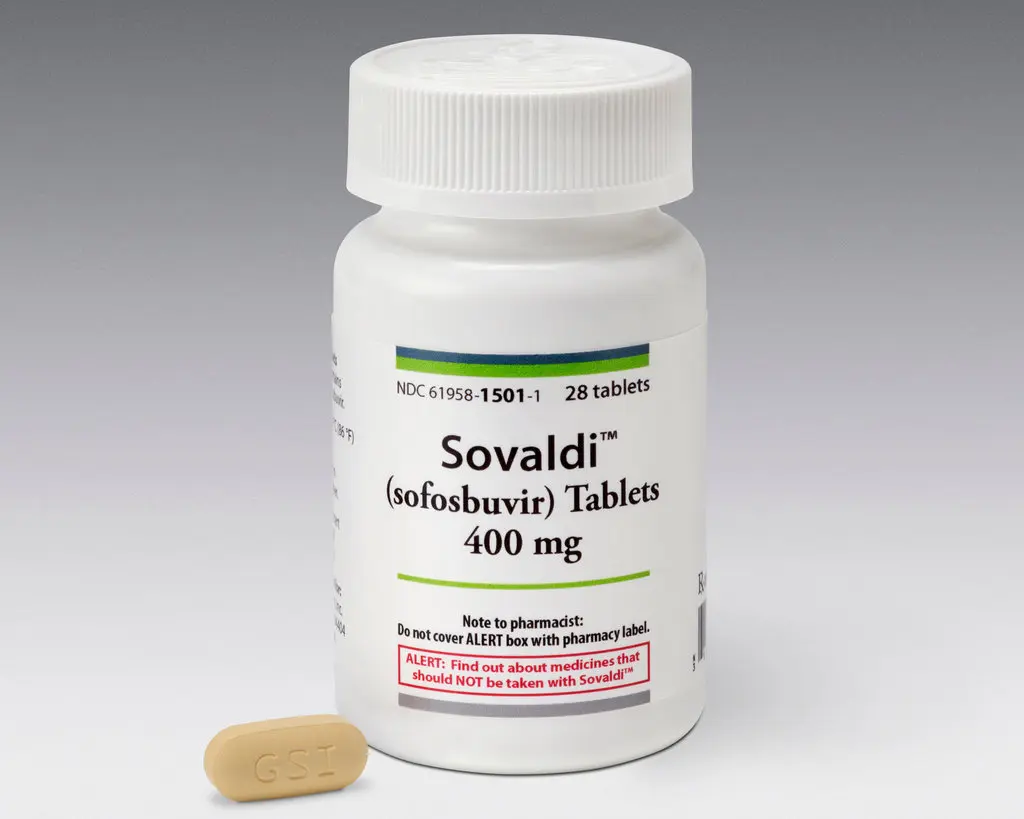 NDC 61958-1501-1 28 tablets
Sovaldi™
(sofosbuvir) Tablets
400 mg
Note to pharmacist:
Do not cover ALERT box with pharmacy label.
ALERT: Find out about medicines that
should NOT be taken with Sovaldi™
GSI